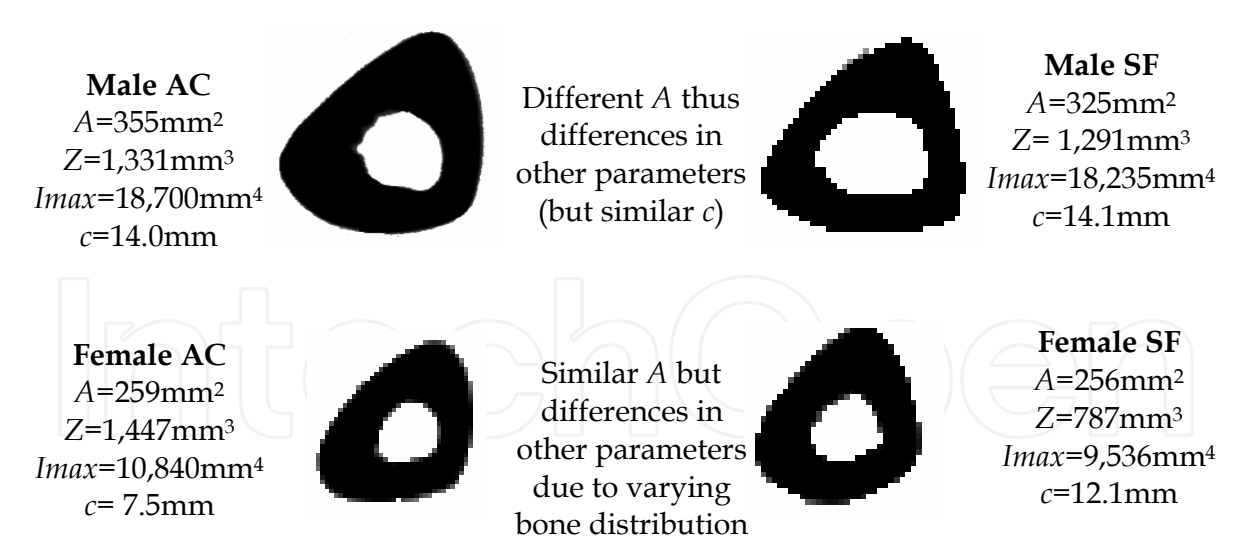 Male AC
A=355mm²
Z=1,331mm³
Imax=18,700mm⁴
c=14.0mm
Different A thus
differences in
other parameters
(but similar c)
Male SF
A=325mm²
Z= 1,291mm³
Imax=18,235mm⁴
c=14.1mm
Female AC
A=259mm²
Z=1,447mm³
Imax=10,840mm⁴
c= 7.5mm
Similar A but
differences in
other parameters
due to varying
bone distribution
Female SF
A=256mm²
Z=787mm³
Imax=9,536mm⁴
c=12.1mm
IntechOpen